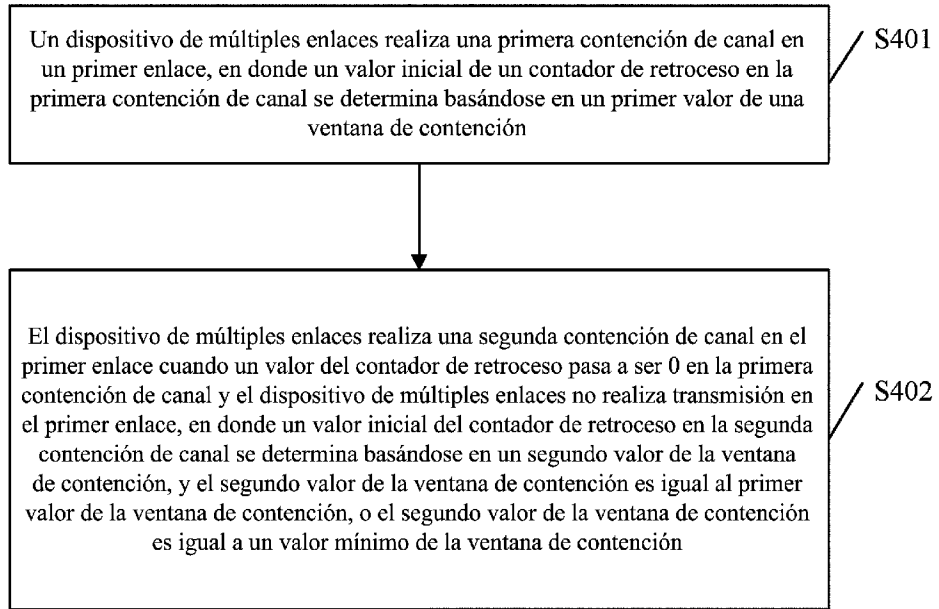 Un dispositivo de múltiples enlaces realiza una primera contención de canal en
un primer enlace, en donde un valor inicial de un contador de retroceso en la
primera contención de canal se determina basándose en un primer valor de una
ventana de contención
S401
El dispositivo de múltiples enlaces realiza una segunda contención de canal en el
primer enlace cuando un valor del contador de retroceso pasa a ser 0 en la primera
contención de canal y el dispositivo de múltiples enlaces no realiza transmisión en
el primer enlace, en donde un valor inicial del contador de retroceso en la segunda
contención de canal se determina basándose en un segundo valor de la ventana
de contención, y el segundo valor de la ventana de contención es igual al primer
valor de la ventana de contención, o el segundo valor de la ventana de contención
es igual a un valor mínimo de la ventana de contención
S402